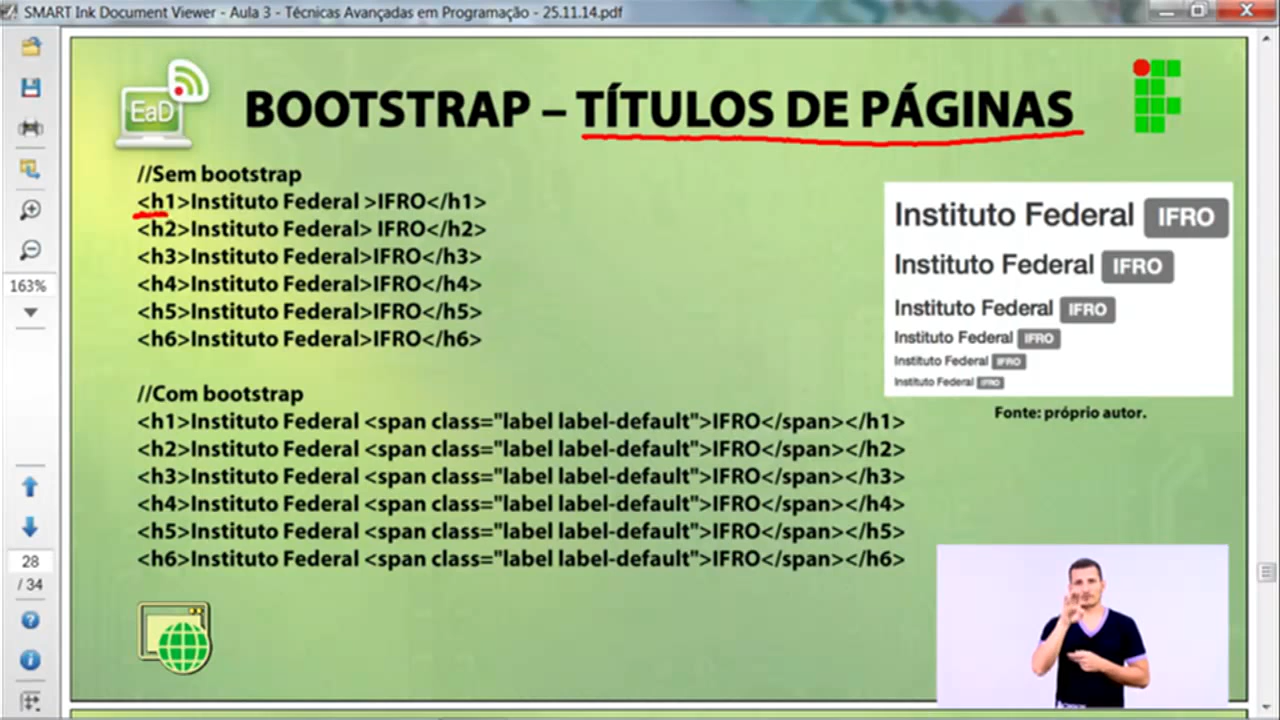 SMART Ink Document Viewer - Aula 3 - Técnicas Avançadas em Programação - 25.11.14.pdf
EaD
BOOTSTRAP – TÍTULOS DE PÁGINAS
//Sem bootstrap
<h1>Instituto Federal >IFRO</h1>
<h2>Instituto Federal> IFRO</h2>
<h3>Instituto Federal>IFRO</h3>
<h4>Instituto Federal>IFRO</h4>
<h5>Instituto Federal>IFRO</h5>
<h6>Instituto Federal>IFRO</h6>
Instituto Federal IFRO
Instituto Federal IFRO
Instituto Federal IFRO
Instituto Federal IFRO
Instituto Federal IFRO
Instituto Federal IFRO
Fonte: próprio autor.
//Com bootstrap
<h1>Instituto Federal <span class="label label-default">IFRO</span></h1>
<h2>Instituto Federal <span class="label label-default">IFRO</span></h2>
<h3>Instituto Federal <span class="label label-default">IFRO</span></h3>
<h4>Instituto Federal <span class="label label-default">IFRO</span></h4>
<h5>Instituto Federal <span class="label label-default">IFRO</span></h5>
<h6>Instituto Federal <span class="label label-default">IFRO</span></h6>
163%
28
/ 34